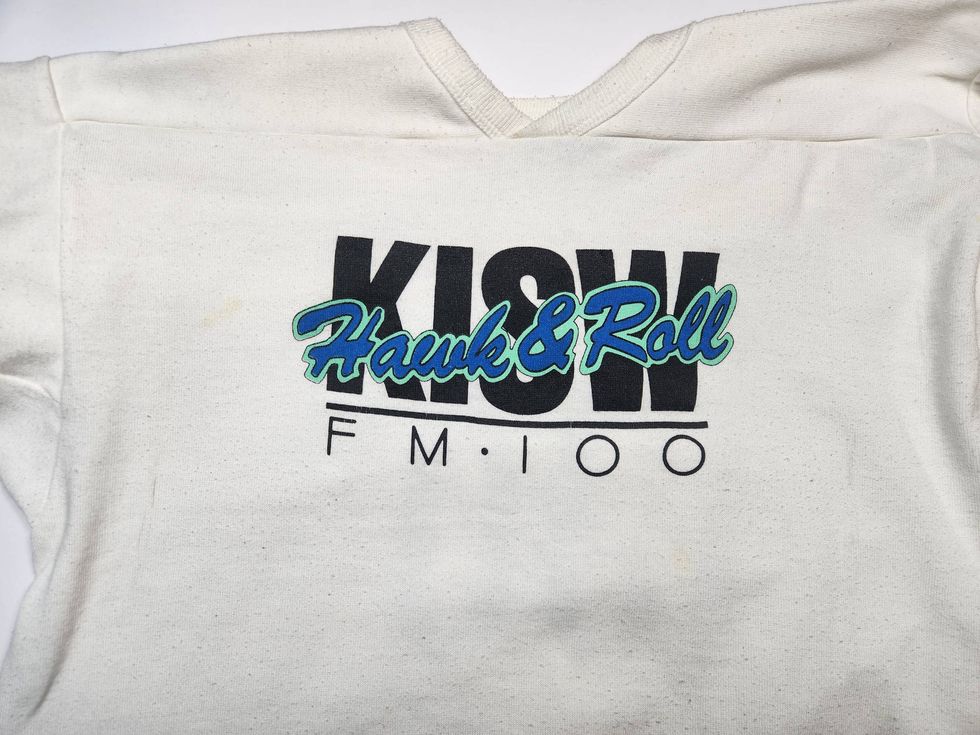 KISW
Hawk & Roll
FM·100